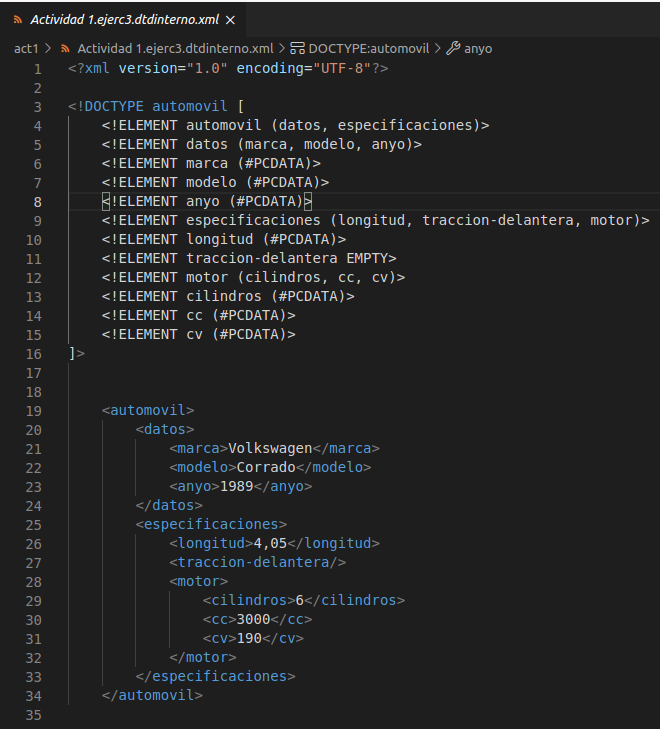 Actividad 1.ejerc3.dtdinterno.xml ×
act1 > Actividad 1.ejerc3.dtdinterno.xml > DOCTYPE:automovil > anyo
1 <?xml version="1.0" encoding="UTF-8"?>
2
3 <!DOCTYPE automovil [
4     <!ELEMENT automovil (datos, especificaciones)>
5     <!ELEMENT datos (marca, modelo, anyo)>
6     <!ELEMENT marca (#PCDATA)>
7     <!ELEMENT modelo (#PCDATA)>
8     <!ELEMENT anyo (#PCDATA)>
9     <!ELEMENT especificaciones (longitud, traccion-delantera, motor)>
10     <!ELEMENT longitud (#PCDATA)>
11     <!ELEMENT traccion-delantera EMPTY>
12     <!ELEMENT motor (cilindros, cc, cv)>
13     <!ELEMENT cilindros (#PCDATA)>
14     <!ELEMENT cc (#PCDATA)>
15     <!ELEMENT cv (#PCDATA)>
16 ]>
17
18
19     <automovil>
20         <datos>
21             <marca>Volkswagen</marca>
22             <modelo>Corrado</modelo>
23             <anyo>1989</anyo>
24         </datos>
25         <especificaciones>
26             <longitud>4,05</longitud>
27             <traccion-delantera/>
28             <motor>
29                 <cilindros>6</cilindros>
30                 <cc>3000</cc>
31                 <cv>190</cv>
32             </motor>
33         </especificaciones>
34     </automovil>
35